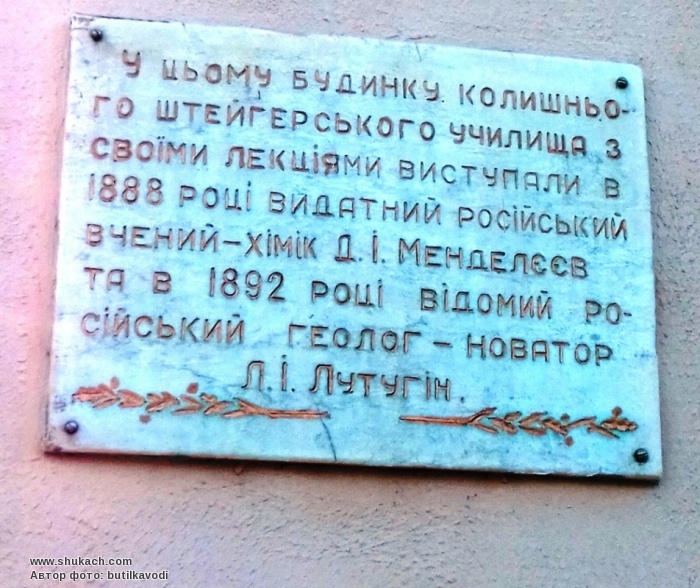 У ЦЬОМУ БУДИНКУ КОЛИШНЬО-
ГО ШТЕЙГЕРСЬКОГО УЧИЛИЩА З
СВОЇМИ ЛЕКЦІЯМИ ВИСТУПАЛИ В
1888 РОЦІ ВИДАТНИЙ РОСІЙСЬКИЙ
ВЧЕНИЙ-ХІМІК Д.І. МЕНДЕЛЄЄВ
ТА В 1892 РОЦІ ВІДОМИЙ РО-
СІЙСЬКИЙ ГЕОЛОГ - НОВАТОР
Л.І. ЛУТУГІН.
www.shukach.com
Автор фото: butilkavodi